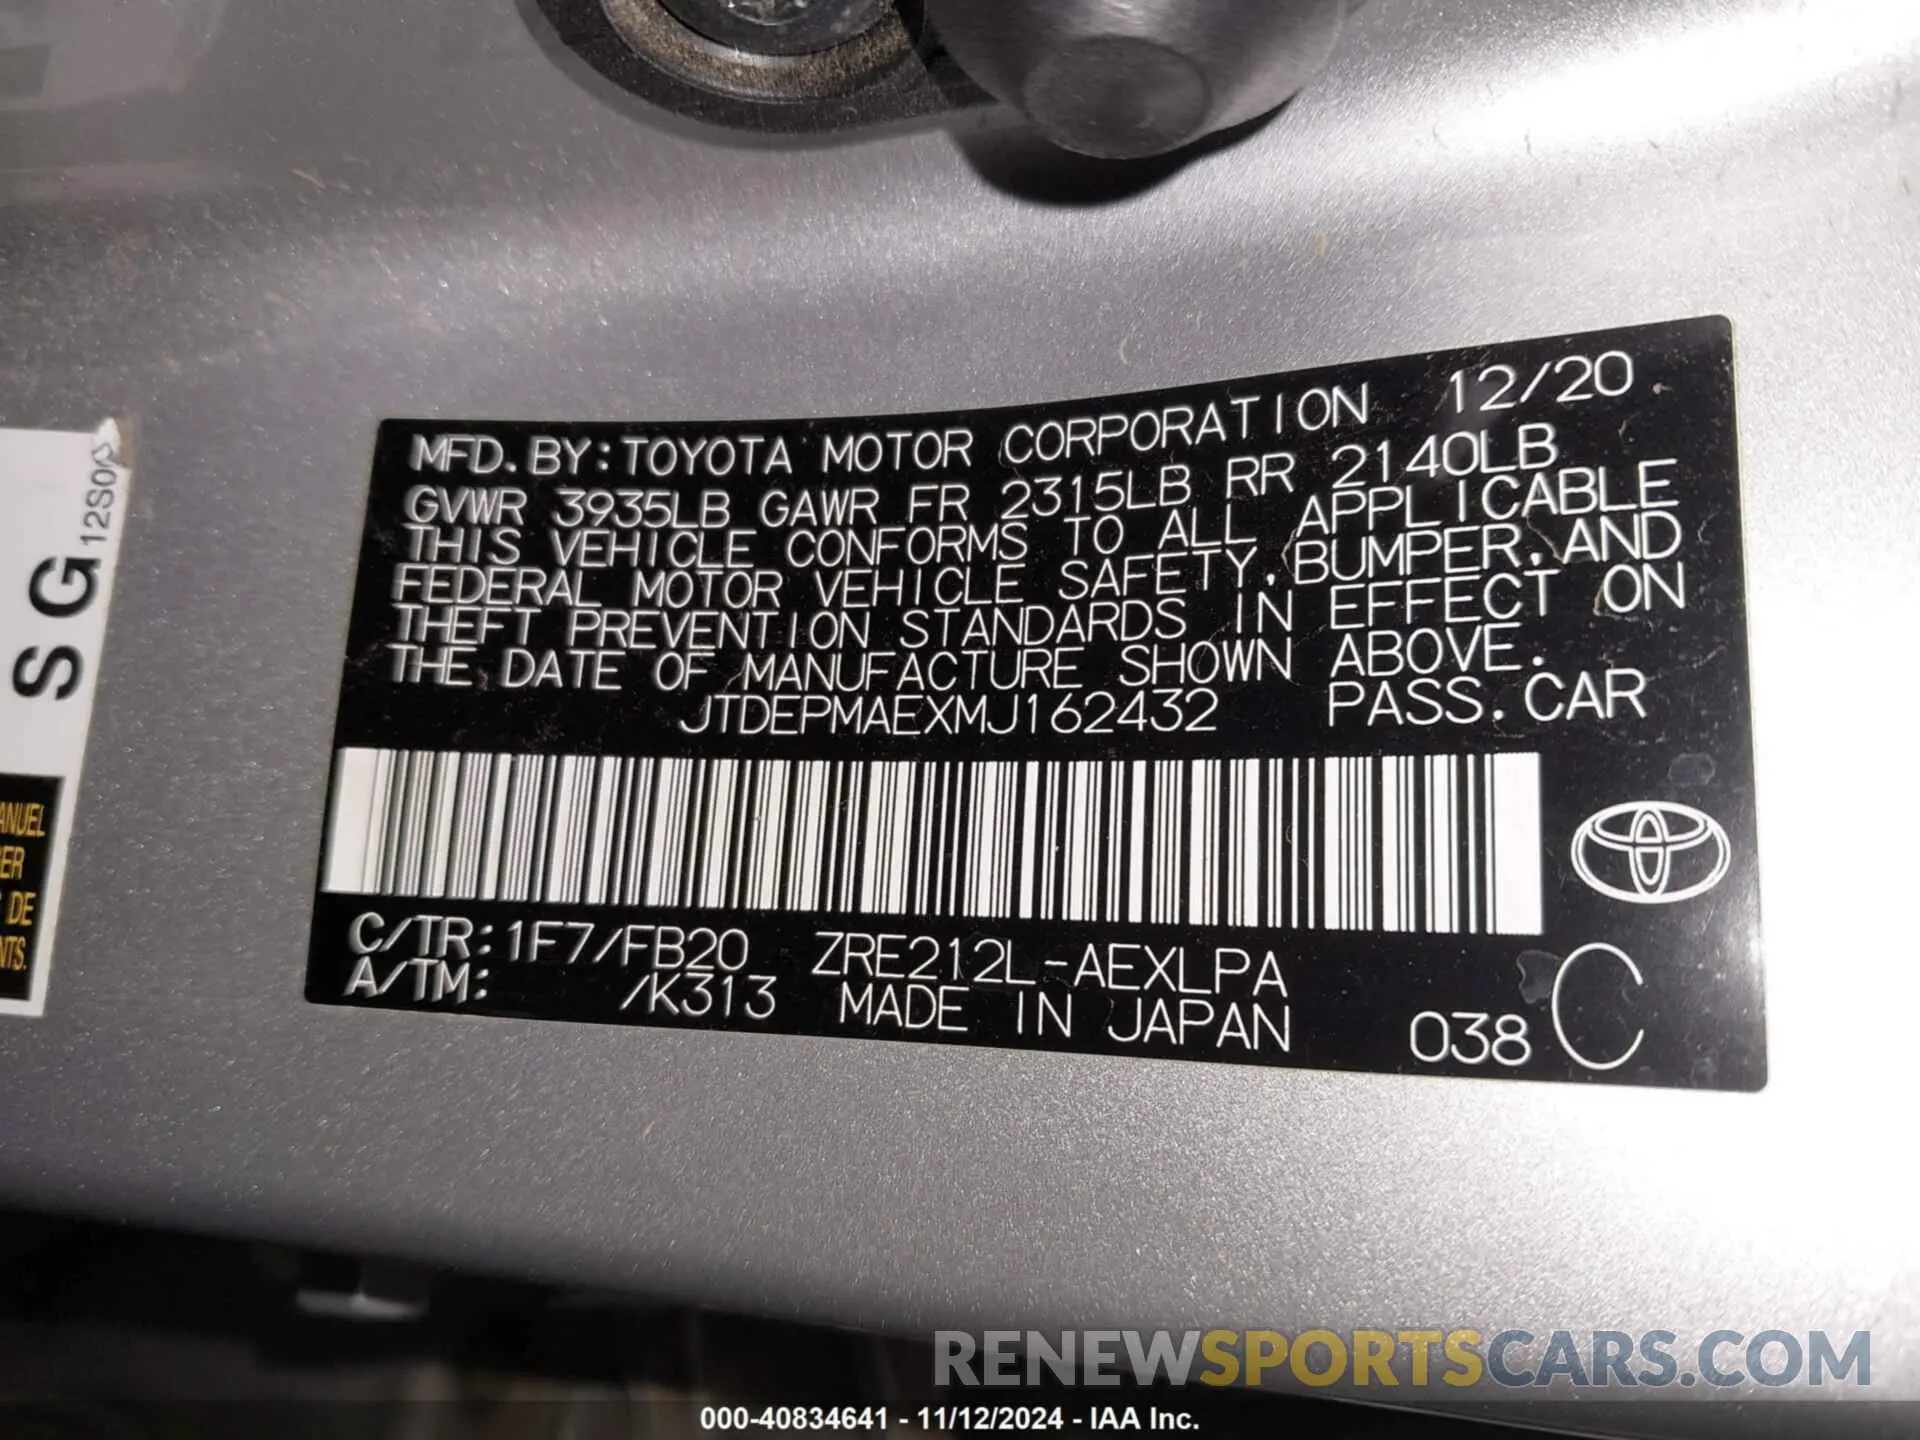 MFD. BY: TOYOTA MOTOR CORPORATION 12/20
GVWR 3935LB GAWR FR 2315LB RR 2140LB
THIS VEHICLE CONFORMS TO ALL APPLICABLE
FEDERAL MOTOR VEHICLE SAFETY, BUMPER, AND
THEFT PREVENTION STANDARDS IN EFFECT ON
THE DATE OF MANUFACTURE SHOWN ABOVE.
JTDEPMAEXMJ162432 PASS. CAR
C/TR: 1F7/FB20 ZRE212L-AEXLPA
A/TM: /K313 MADE IN JAPAN 038 C
SG
DE
RENEWSPORTSCARS.COM
000-40834641 - 11/12/2024 - IAA Inc.